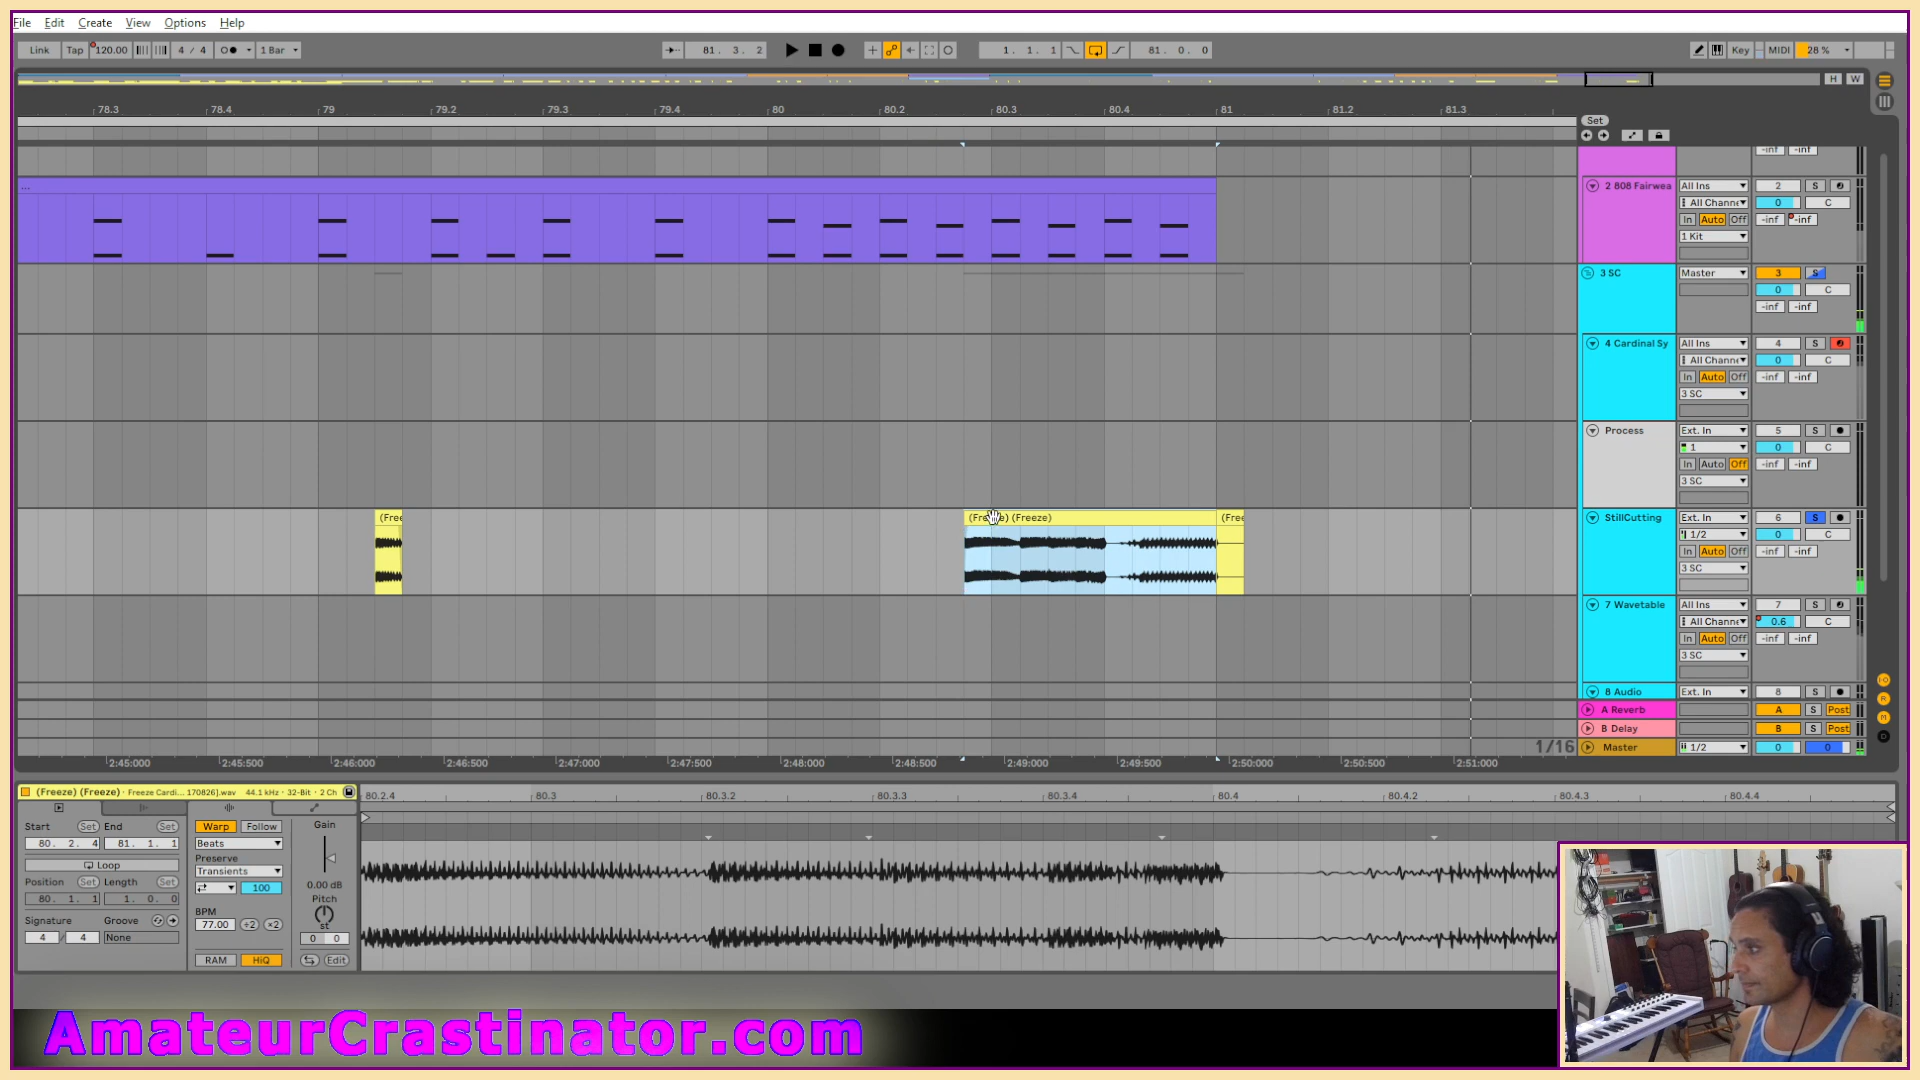 File Edit Create View Options Help
Link Tap 120.00 4 / 4 1 Bar 81. 3. 2 1. 1. 1 81. 0. 0 Key MIDI 28 %
H W
78.3 78.4 79 79.2 79.3 79.4 80 80.2 80.3 80.4 81 81.2 81.3
Set
-inf -inf
... 2 808 Fairwea All Ins 2 S
All Channe 0 C
In Auto Off -inf -inf
1 Kit
3 SC Master 3 S
0 C
-inf -inf
4 Cardinal Sy All Ins 4 S
All Channe 0 C
In Auto Off -inf -inf
3 SC
Process Ext. In 5 S
1 0 C
In Auto Off -inf -inf
3 SC
(Free (Freeze) (Freeze) (Free StillCutting Ext. In 6 S
1/2 0 C
In Auto Off -inf -inf
3 SC
7 Wavetable All Ins 7 S
All Channe 0.6 C
In Auto Off -inf -inf
3 SC
8 Audio Ext. In 8 S
A Reverb A S Post
B Delay B S Post
1/16 Master 1/2 0 0
2:45:000 2:45:500 2:46:000 2:46:500 2:47:000 2:47:500 2:48:000 2:48:500 2:49:000 2:49:500 2:50:000 2:50:500 2:51:000
(Freeze) (Freeze) · Freeze Cardi... 170826].wav 44.1 kHz · 32-Bit · 2 Ch
80.2.4 80.3 80.3.2 80.3.3 80.3.4 80.4 80.4.2 80.4.3 80.4.4
Start Set End Set Warp Follow Gain
80. 2. 4 81. 1. 1 Beats
Loop Preserve
Transients
Position Set Length Set 100 0.00 dB
80. 1. 1 1. 0. 0 Pitch
Signature Groove BPM
4 / 4 None 77.00 ÷2 ×2 st
0 0
RAM HiQ Edit
AmateurCrastinator.com